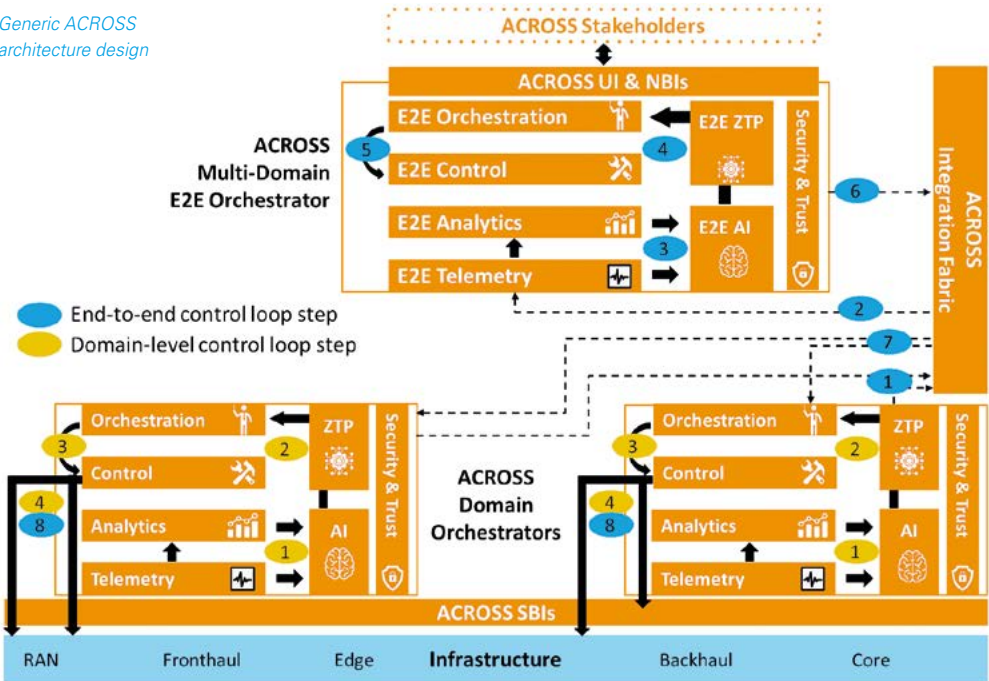 Generic ACROSS
architecture design
ACROSS Stakeholders
ACROSS UI & NBIs
ACROSS
Multi-Domain
E2E Orchestrator
E2E Orchestration
E2E Control
E2E Analytics
E2E Telemetry
5
4
3
E2E ZTP
E2E AI
Security & Trust
6
ACROSS
Integration Fabric
2
7
1
End-to-end control loop step
Domain-level control loop step
Orchestration
Control
Analytics
Telemetry
3
4
8
2
1
ZTP
AI
Security & Trust
ACROSS
Domain
Orchestrators
Orchestration
Control
Analytics
Telemetry
3
4
8
2
1
ZTP
AI
Security & Trust
ACROSS SBIs
RAN Fronthaul Edge Infrastructure Backhaul Core